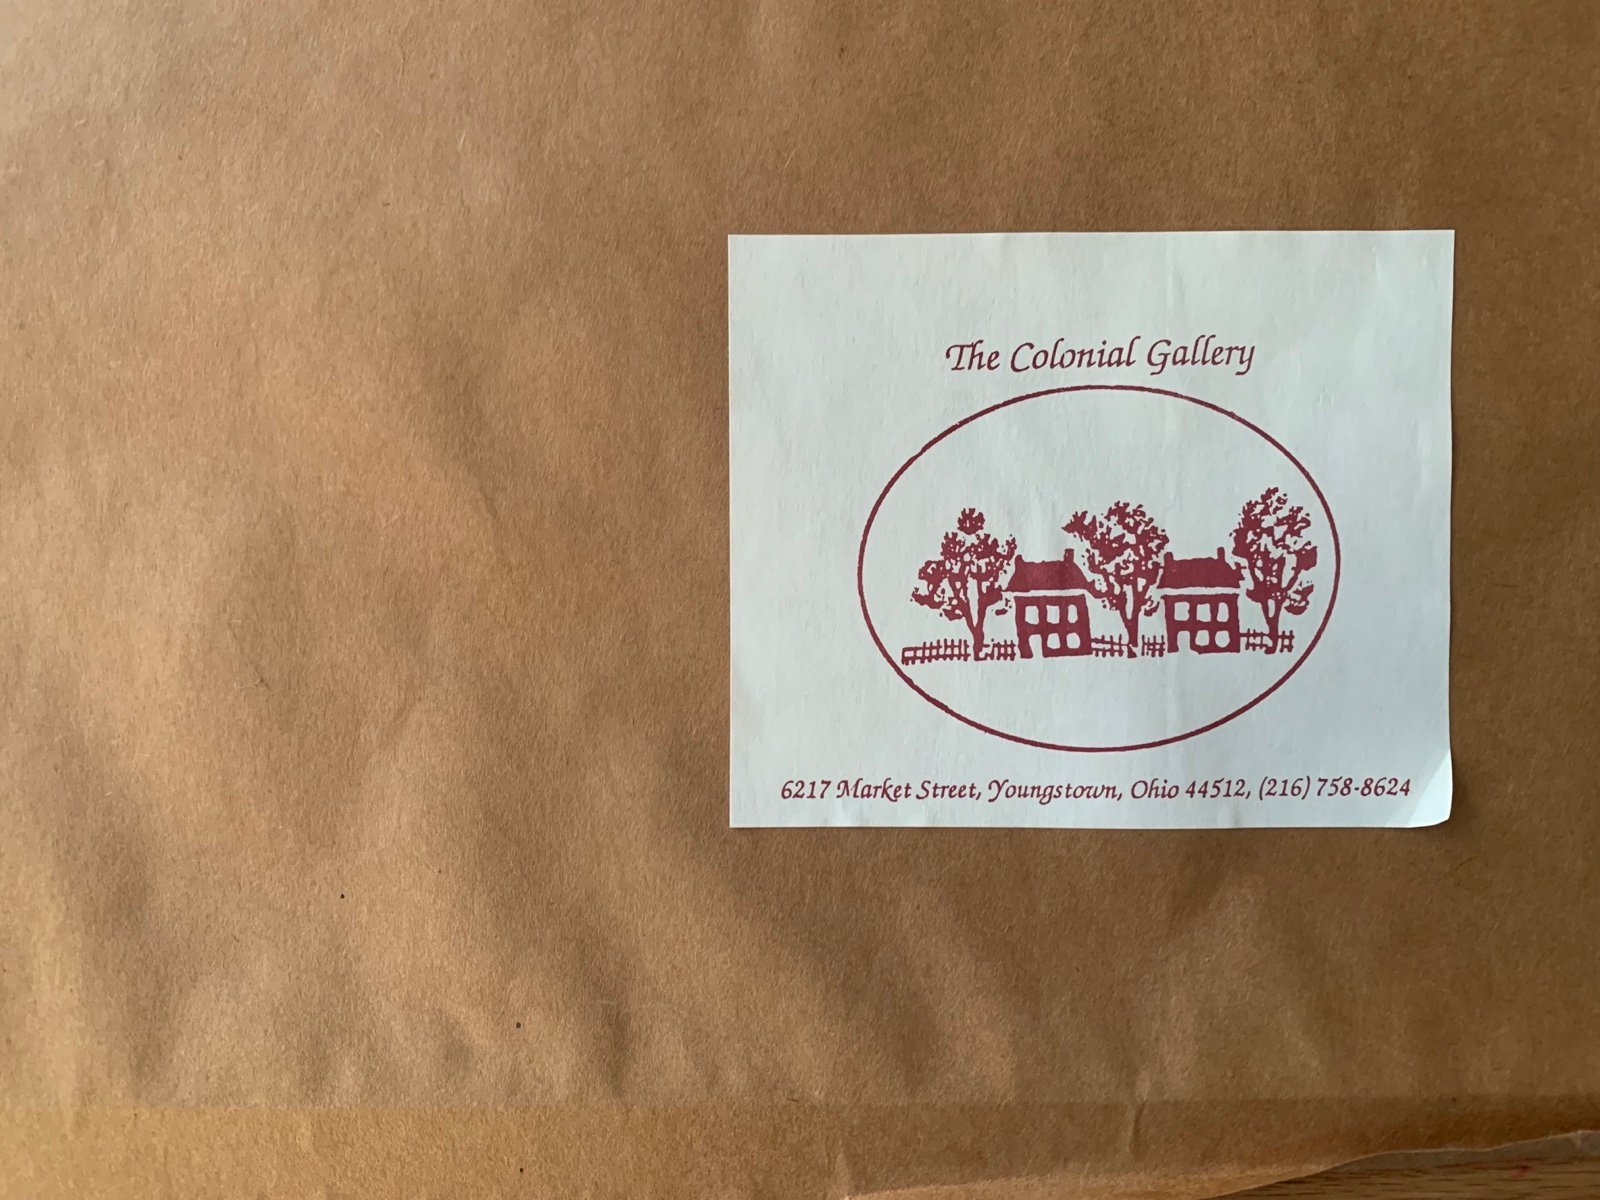 The Colonial Gallery
6217 Market Street, Youngstown, Ohio 44512, (216) 758-8624